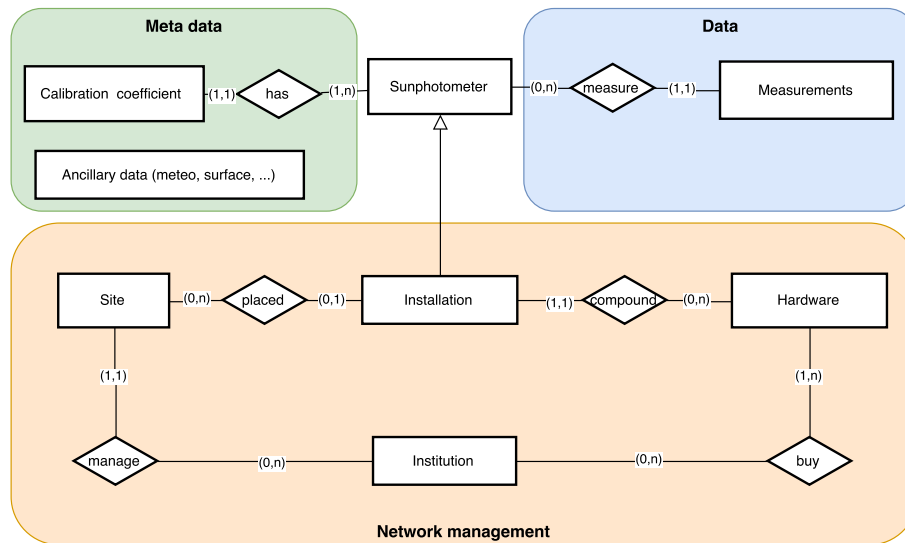 Meta data
Data
Calibration coefficient
(1,1)
has
(1,n)
Sunphotometer
(0,n)
measure
(1,1)
Measurements
Ancillary data (meteo, surface, ...)
Site
(0,n)
placed
(0,1)
Installation
(1,1)
compound
(0,n)
Hardware
(1,1)
(1,n)
manage
(0,n)
Institution
(0,n)
buy
Network management